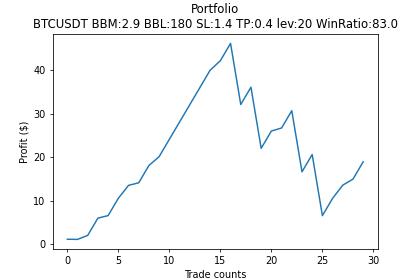 Portfolio
BTCUSDT BBM:2.9 BBL:180 SL:1.4 TP:0.4 lev:20 WinRatio:83.0
Profit ($)
40
30
20
10
0
0 5 10 15 20 25 30
Trade counts